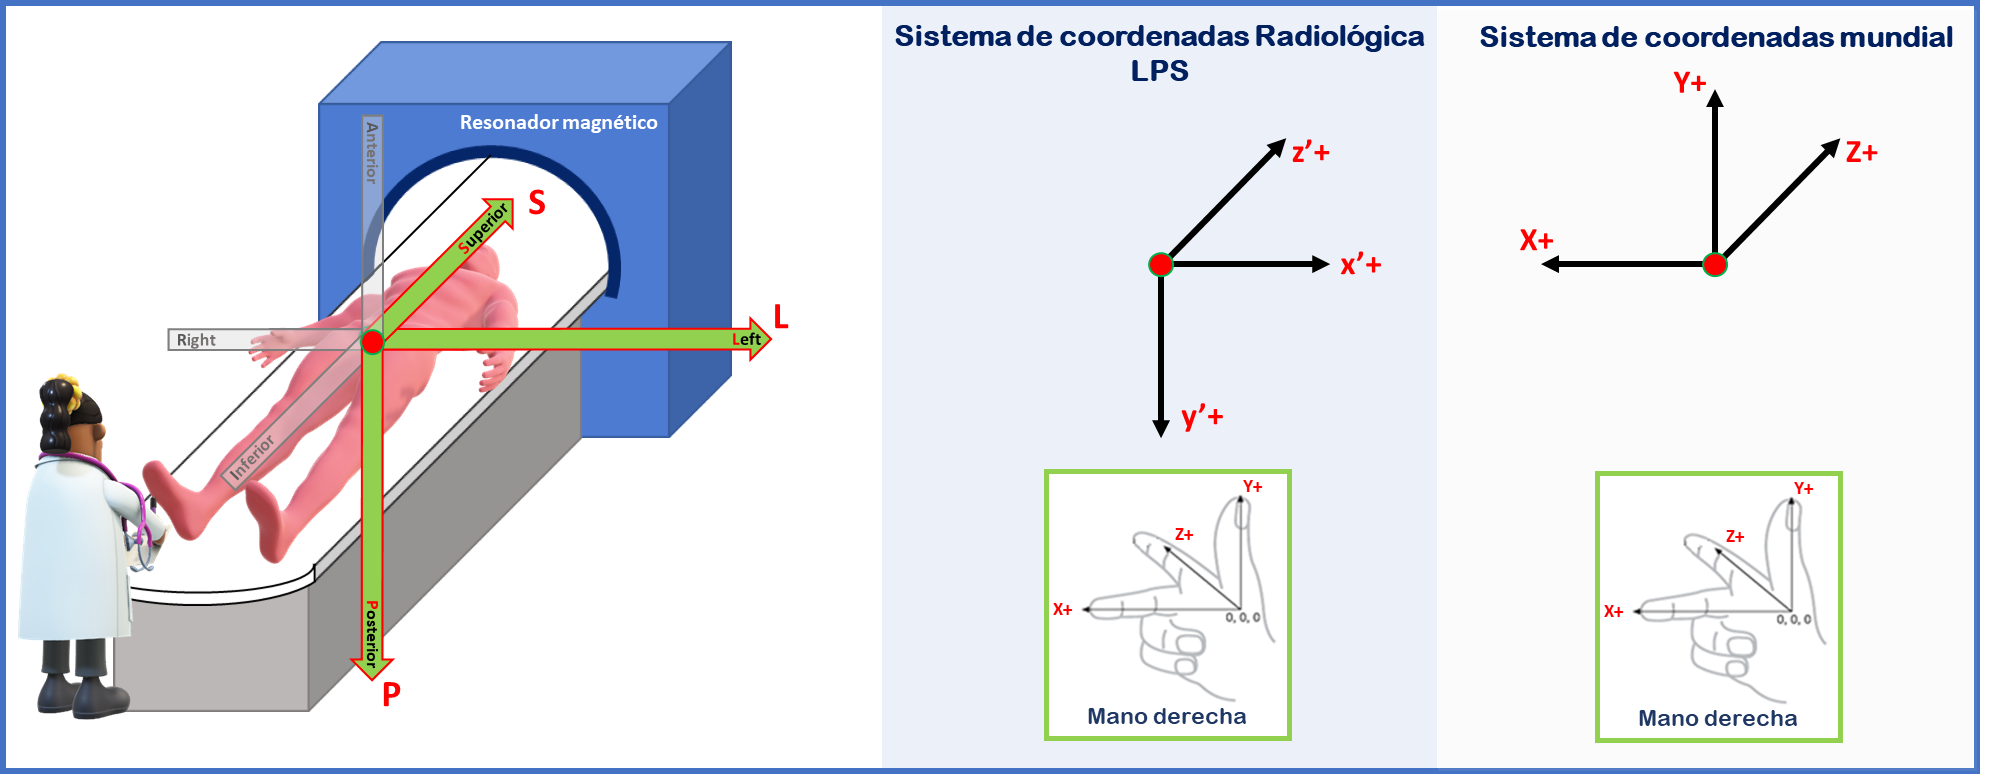 Resonador magnético
Anterior
Superior
S
Right
Left
L
Inferior
Posterior
P
Sistema de coordenadas Radiológica
LPS
z’+
x’+
y’+
Y+
Z+
X+
0, 0, 0
Mano derecha
Sistema de coordenadas mundial
Y+
Z+
X+
Y+
Z+
X+
0, 0, 0
Mano derecha